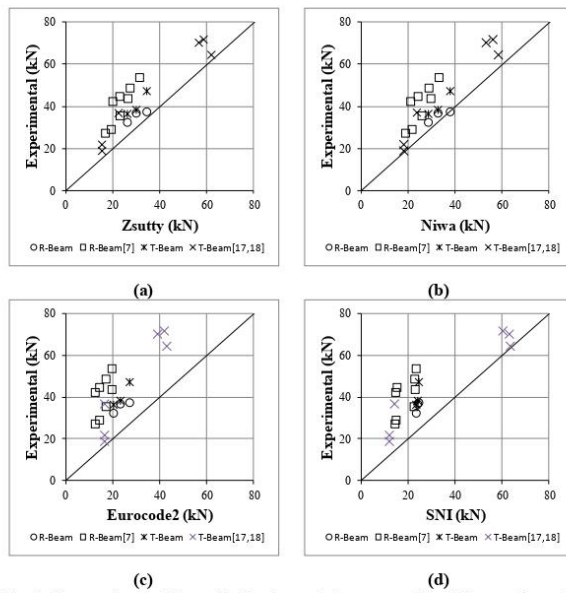 80
60
40
20
0
Experimental (kN)
0 20 40 60 80
Zsutty (kN)
○R-Beam □R-Beam[7] ж T-Beam ×T-Beam[17,18]
(a)
80
60
40
20
0
Experimental (kN)
0 20 40 60 80
Niwa (kN)
○R-Beam □R-Beam[7] ж T-Beam ×T-Beam[17,18]
(b)
80
60
40
20
0
Experimental (kN)
0 20 40 60 80
Eurocode2 (kN)
○R-Beam □R-Beam[7] ж T-Beam ×T-Beam[17,18]
(c)
80
60
40
20
0
Experimental (kN)
0 20 40 60 80
SNI (kN)
○R-Beam □R-Beam[7] ж T-Beam ×T-Beam[17,18]
(d)